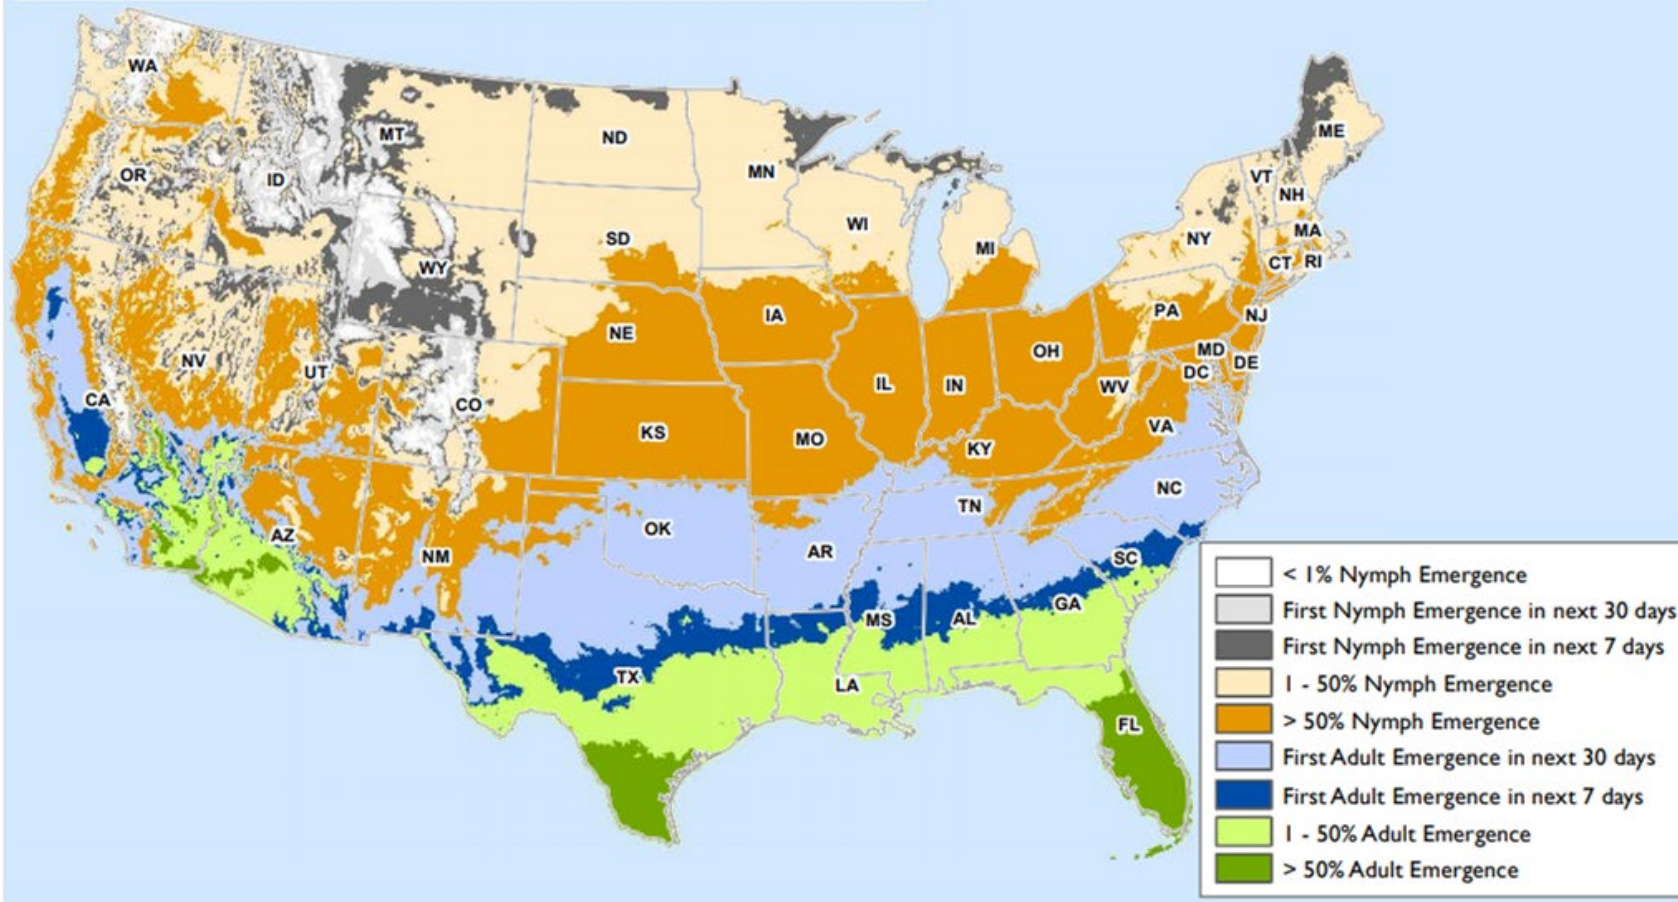 WA
MT
ND
ME
OR
ID
MN
VT
NH
WI
MA
SD
NY
MI
WY
CT
RI
IA
PA
NJ
NE
OH
MD
NV
UT
DE
DC
IL
IN
WV
CA
CO
VA
KS
MO
KY
NC
TN
OK
AZ
AR
NM
SC
GA
MS
AL
TX
LA
FL
< 1% Nymph Emergence
First Nymph Emergence in next 30 days
First Nymph Emergence in next 7 days
1 - 50% Nymph Emergence
> 50% Nymph Emergence
First Adult Emergence in next 30 days
First Adult Emergence in next 7 days
1 - 50% Adult Emergence
> 50% Adult Emergence